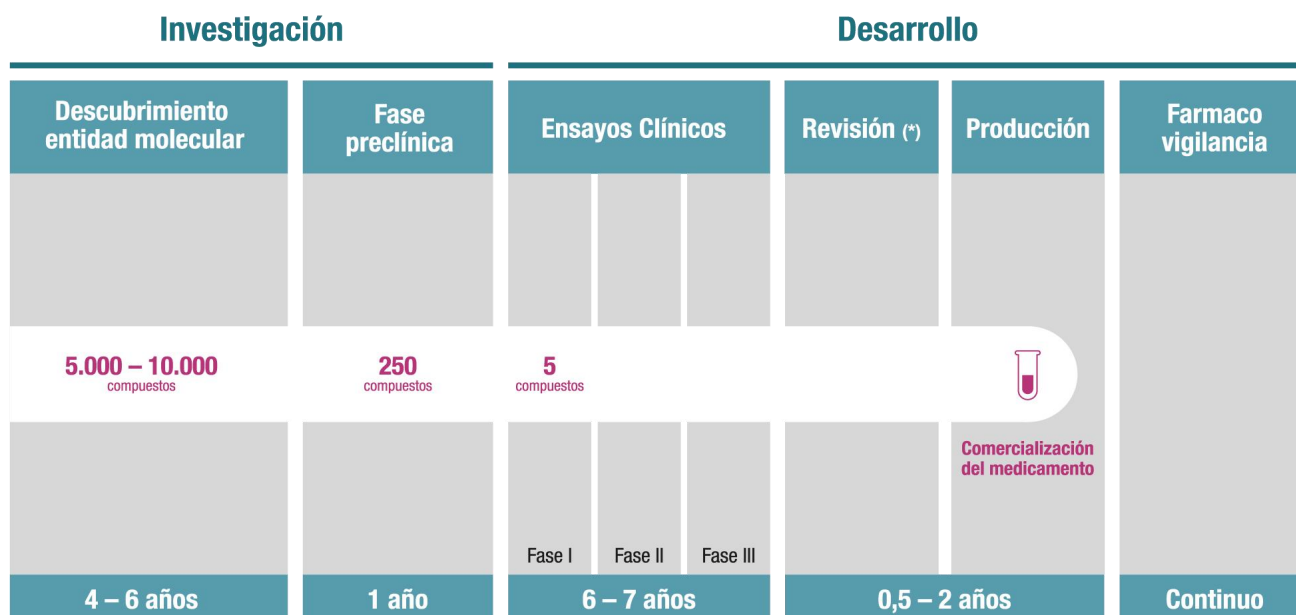 Investigación
Desarrollo
Descubrimiento
entidad molecular
Fase
preclínica
Ensayos Clínicos
Revisión (*)
Producción
Farmaco
vigilancia
5.000 – 10.000
compuestos
250
compuestos
5
compuestos
Comercialización
del medicamento
Fase I
Fase II
Fase III
4 – 6 años
1 año
6 – 7 años
0,5 – 2 años
Continuo